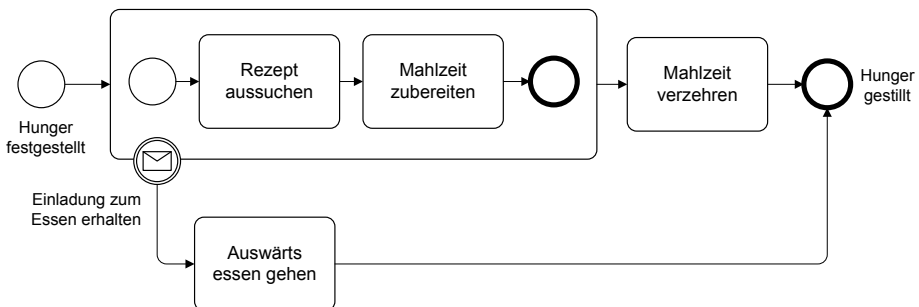 Hunger
festgestellt
Rezept
aussuchen
Mahlzeit
zubereiten
Mahlzeit
verzehren
Hunger
gestillt
Einladung zum
Essen erhalten
Auswärts
essen gehen